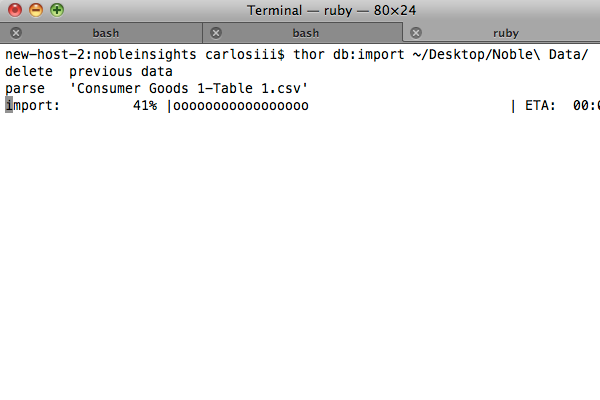 Terminal — ruby — 80×24
bash bash ruby
new-host-2:nobleinsights carlosiii$ thor db:import ~/Desktop/Noble\ Data/
delete  previous data
parse   'Consumer Goods 1-Table 1.csv'
import:         41% |ooooooooooooooooo                         | ETA:  00: